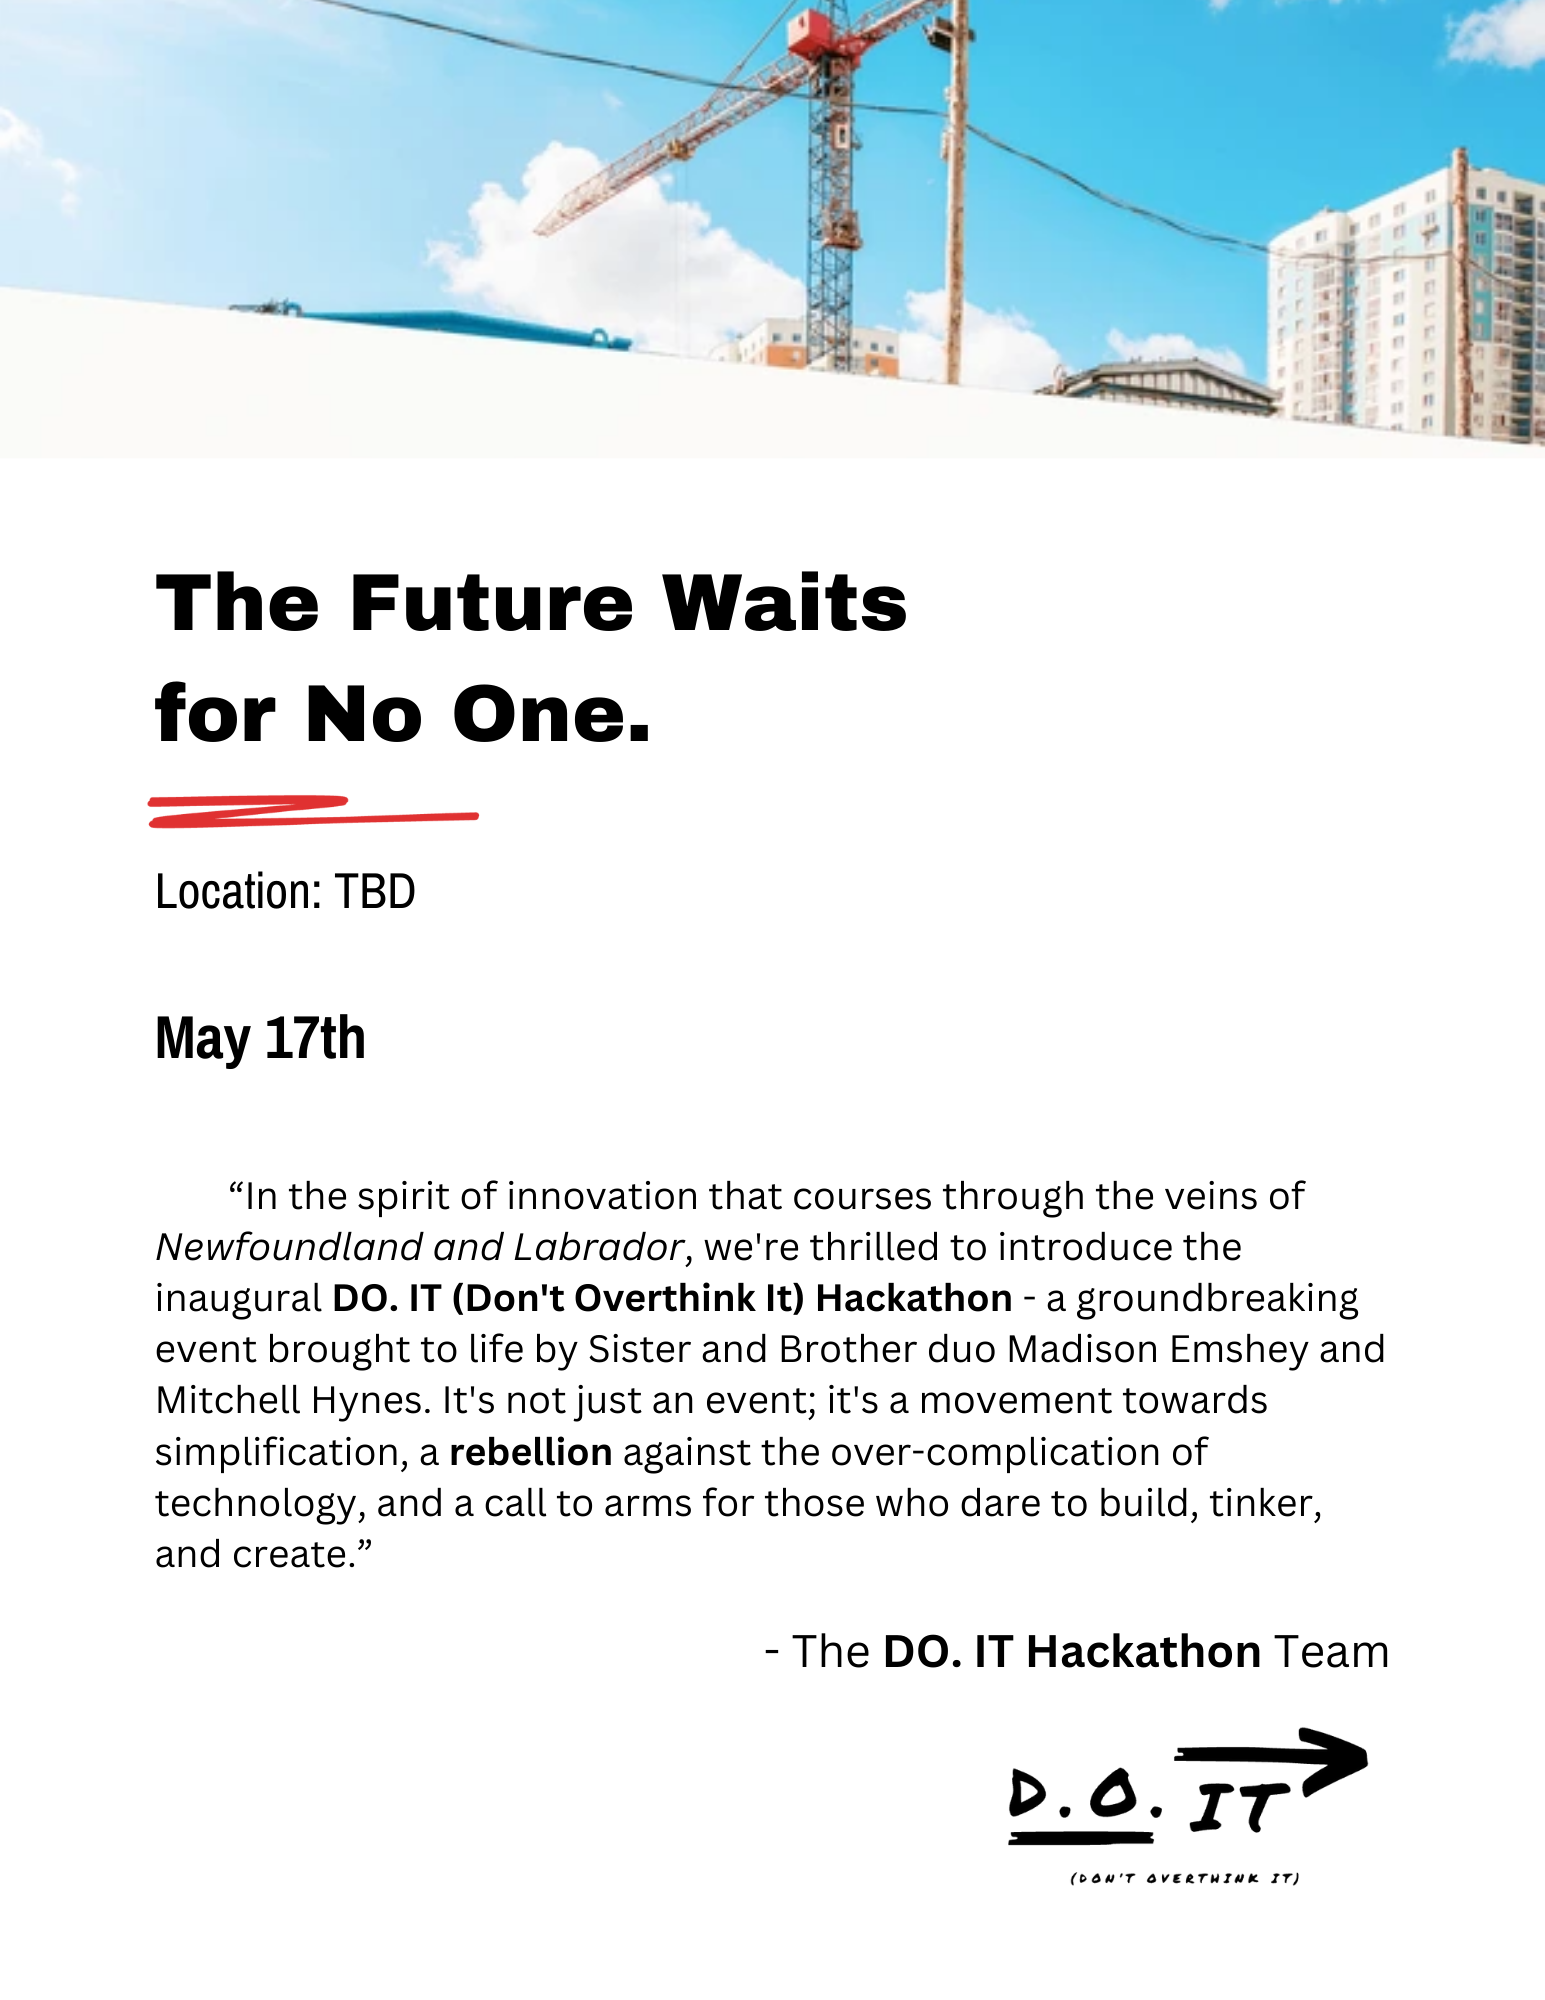 The Future Waits
for No One.
Location: TBD
May 17th
“In the spirit of innovation that courses through the veins of
Newfoundland and Labrador, we're thrilled to introduce the
inaugural DO. IT (Don't Overthink It) Hackathon - a groundbreaking
event brought to life by Sister and Brother duo Madison Emshey and
Mitchell Hynes. It's not just an event; it's a movement towards
simplification, a rebellion against the over-complication of
technology, and a call to arms for those who dare to build, tinker,
and create.”
- The DO. IT Hackathon Team
D.O. IT
(DON'T OVERTHINK IT)